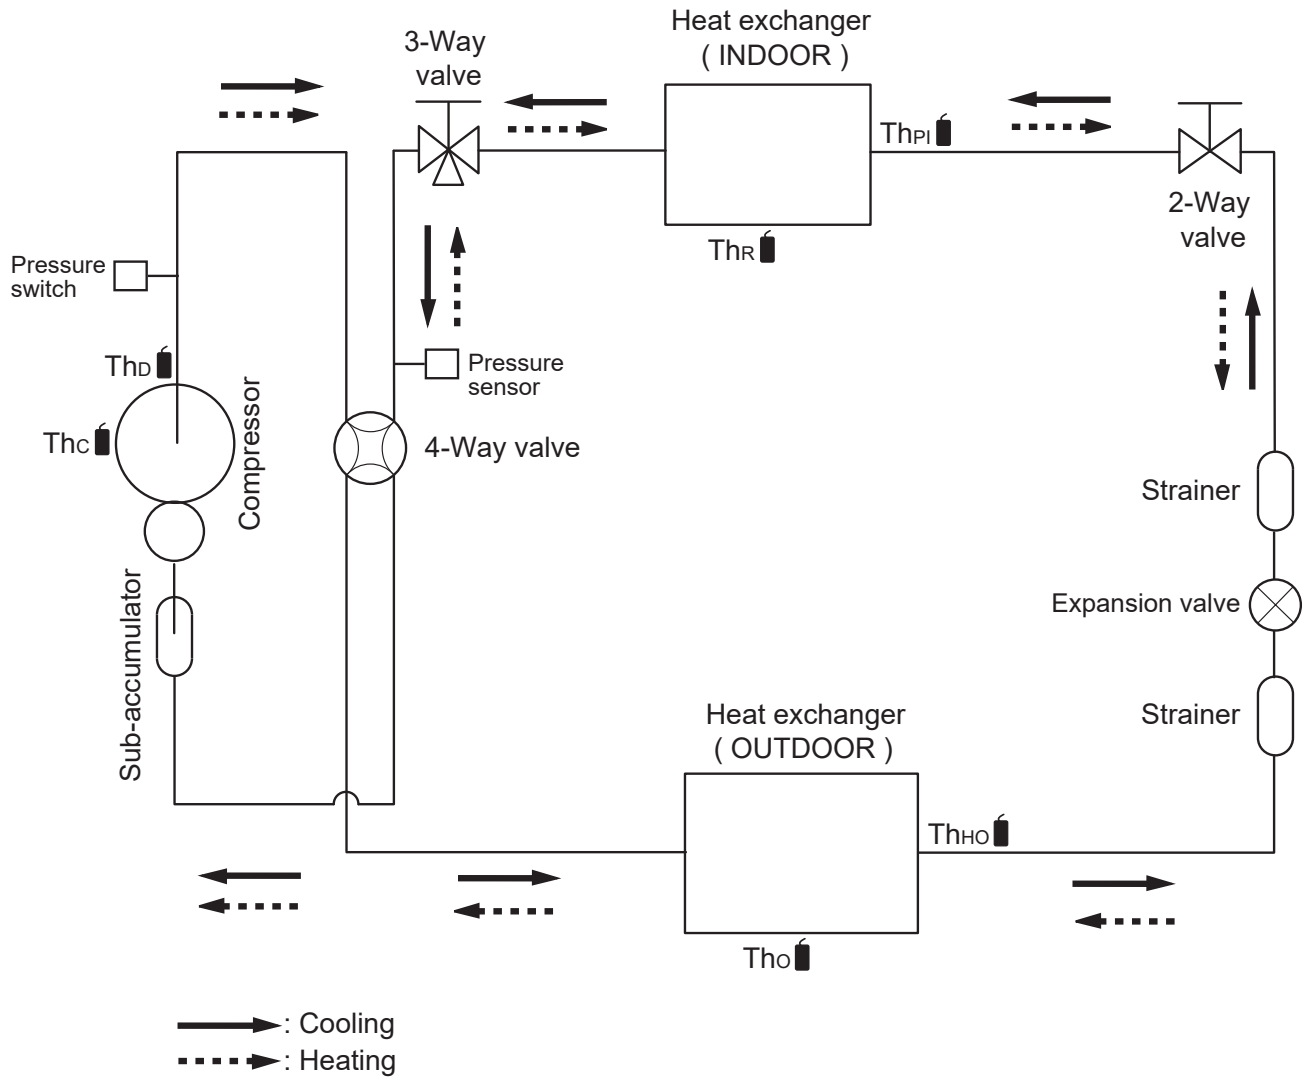 Heat exchanger
( INDOOR )
3-Way
valve
ThPI
2-Way
valve
ThR
Pressure
switch
ThD
Pressure
sensor
ThC
Compressor
4-Way valve
Strainer
Expansion valve
Sub-accumulator
Strainer
Heat exchanger
( OUTDOOR )
ThHO
ThO
: Cooling
: Heating